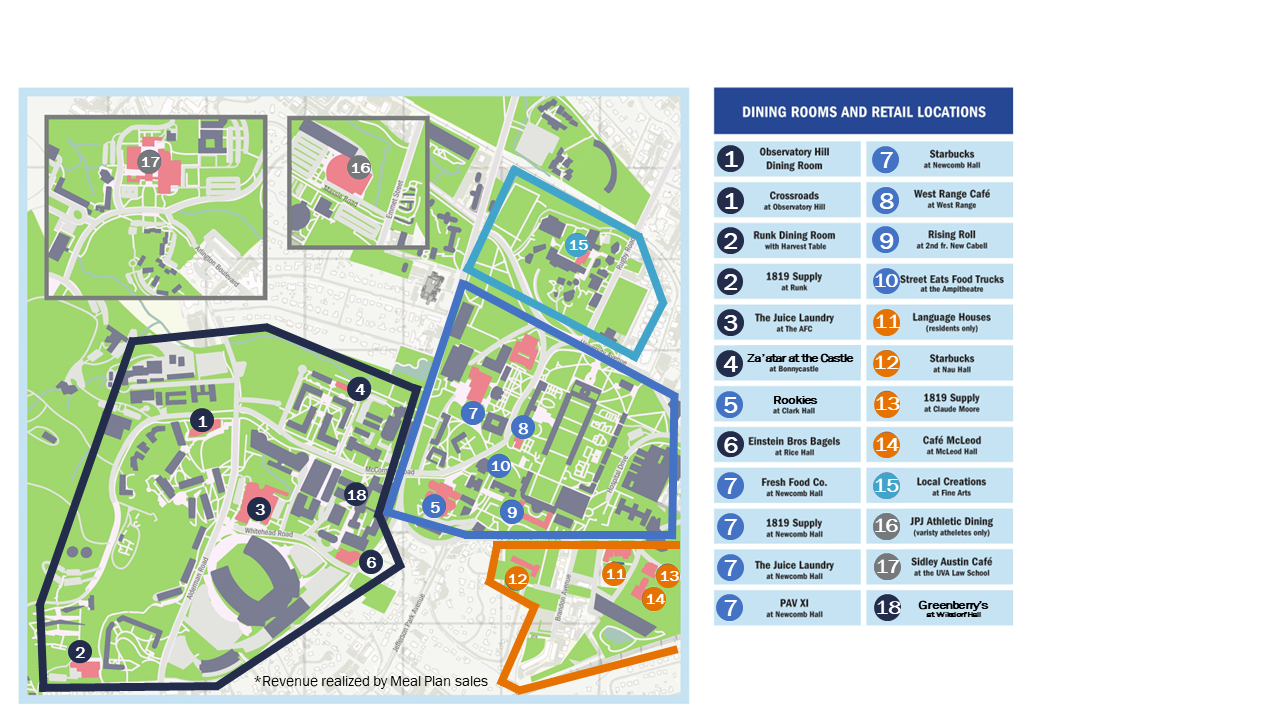 17
16
Massie Road
Emmet Street
Arlington Boulevard
15
Rugby Road
4
1
7
8
McCormick Road
10
Hospital Drive
18
3
5
9
Whitehead Road
6
Alderman Road
12
11
13
14
Brandon Avenue
Jefferson Park Avenue
2
*Revenue realized by Meal Plan sales
DINING ROOMS AND RETAIL LOCATIONS
1
Observatory Hill
Dining Room
1
Crossroads
at Observatory Hill
2
Runk Dining Room
with Harvest Table
2
1819 Supply
at Runk
3
The Juice Laundry
at The AFC
4
Za'atar at the Castle
at Bonnycastle
5
Rookies
at Clark Hall
6
Einstein Bros Bagels
at Rice Hall
7
Fresh Food Co.
at Newcomb Hall
7
1819 Supply
at Newcomb Hall
7
The Juice Laundry
at Newcomb Hall
7
PAV XI
at Newcomb Hall
7
Starbucks
at Newcomb Hall
8
West Range Café
at West Range
9
Rising Roll
at 2nd fr. New Cabell
10
Street Eats Food Trucks
at the Ampitheatre
11
Language Houses
(residents only)
12
Starbucks
at Nau Hall
13
1819 Supply
at Claude Moore
14
Café McLeod
at McLeod Hall
15
Local Creations
at Fine Arts
16
JPJ Athletic Dining
(varisty atheletes only)
17
Sidley Austin Café
at the UVA Law School
18
Greenberry's
at Wilsdorf Hall